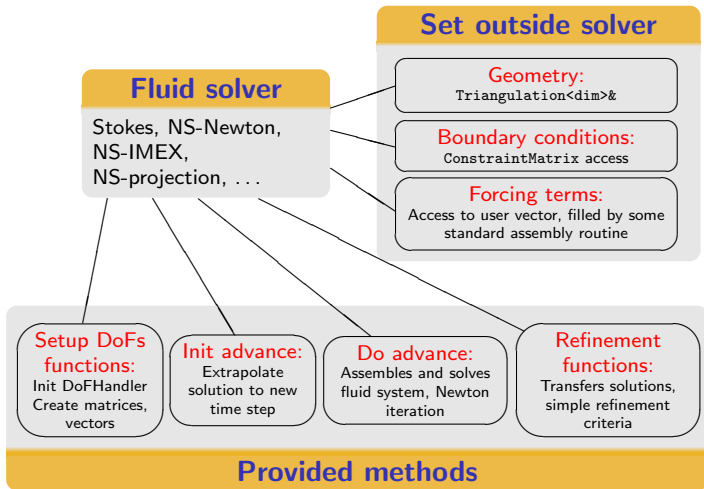 Set outside solver
Geometry:
Triangulation<dim>&
Boundary conditions:
ConstraintMatrix access
Forcing terms:
Access to user vector, filled by some
standard assembly routine
Fluid solver
Stokes, NS-Newton,
NS-IMEX,
NS-projection, ...
Setup DoFs
functions:
Init DoFHandler
Create matrices,
vectors
Init advance:
Extrapolate
solution to new
time step
Do advance:
Assembles and solves
fluid system, Newton
iteration
Refinement
functions:
Transfers solutions,
simple refinement
criteria
Provided methods